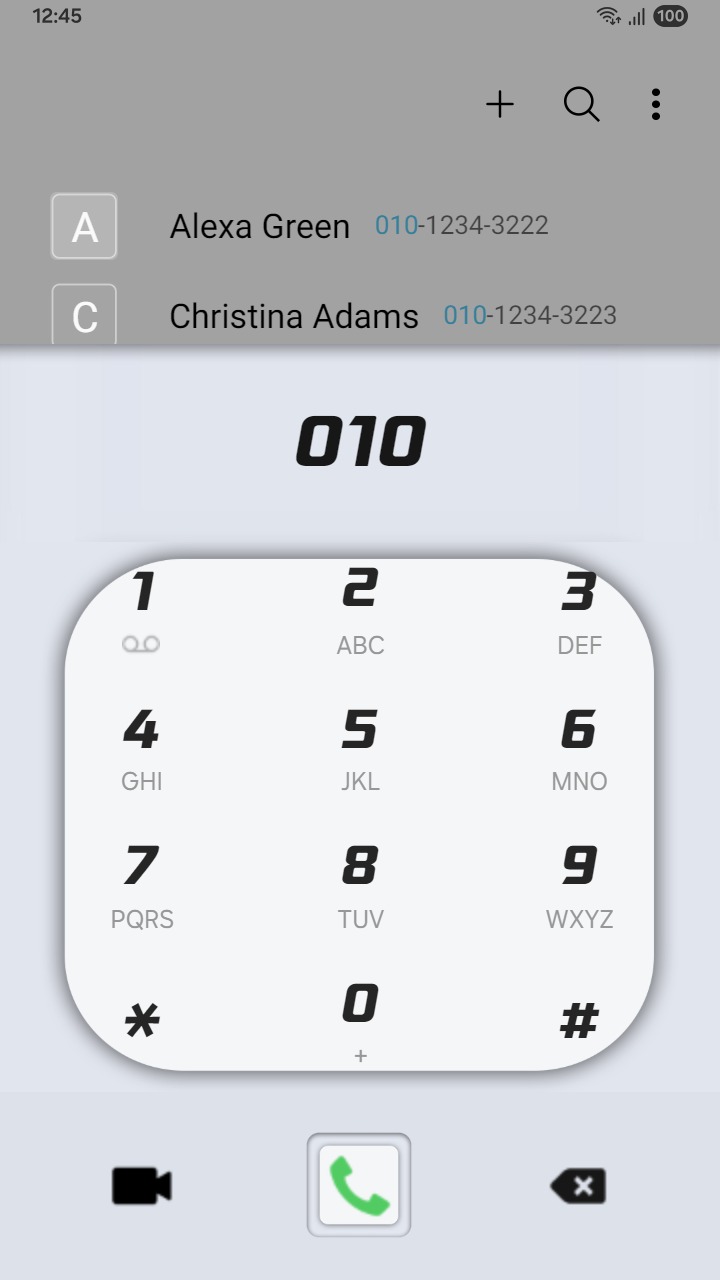 12:45 100
A Alexa Green 010-1234-3222
C Christina Adams 010-1234-3223
010
1 2 3
ABC DEF
4 5 6
GHI JKL MNO
7 8 9
PQRS TUV WXYZ
* 0 #
+